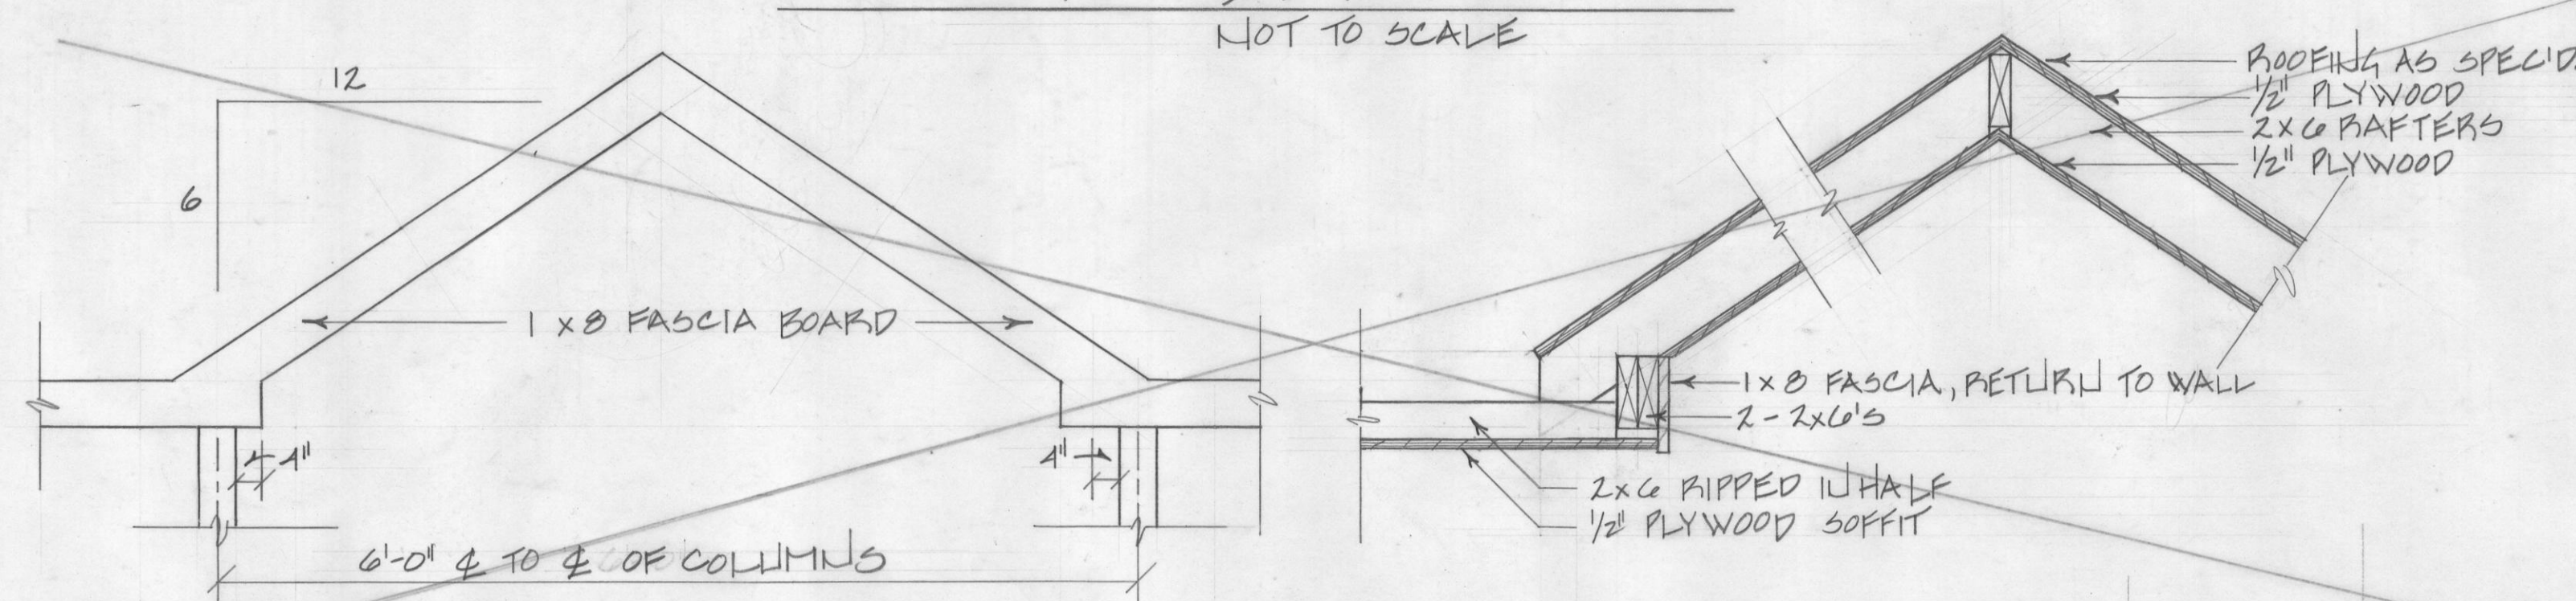 NOT TO SCALE
12
6
1 x 8 FASCIA BOARD
4"
4"
6'-0" ℄ TO ℄ OF COLUMNS
ROOFING AS SPEC'D.
1/2" PLYWOOD
2x6 RAFTERS
1/2" PLYWOOD
1x8 FASCIA, RETURN TO WALL
2-2x6'S
2x6 RIPPED IN HALF
1/2" PLYWOOD SOFFIT